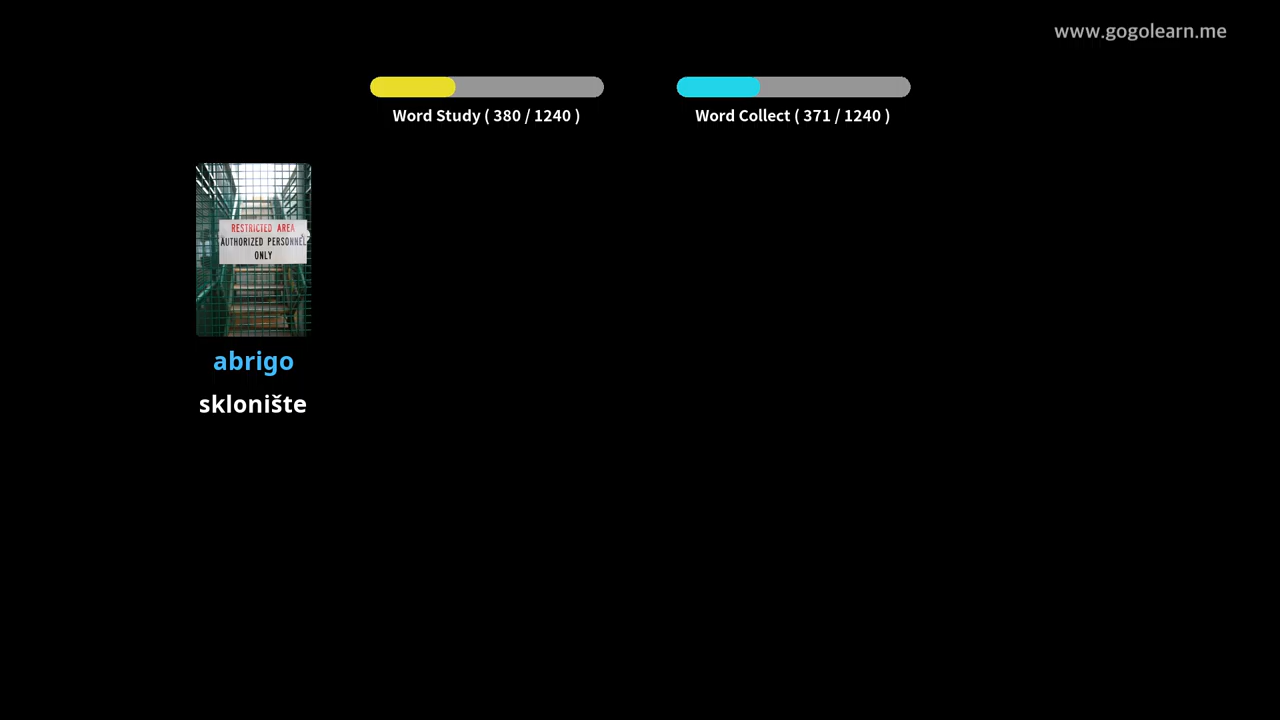 www.gogolearn.me
Word Study ( 380 / 1240 )
Word Collect ( 371 / 1240 )
RESTRICTED AREA
AUTHORIZED PERSONNEL
ONLY
abrigo
sklonište